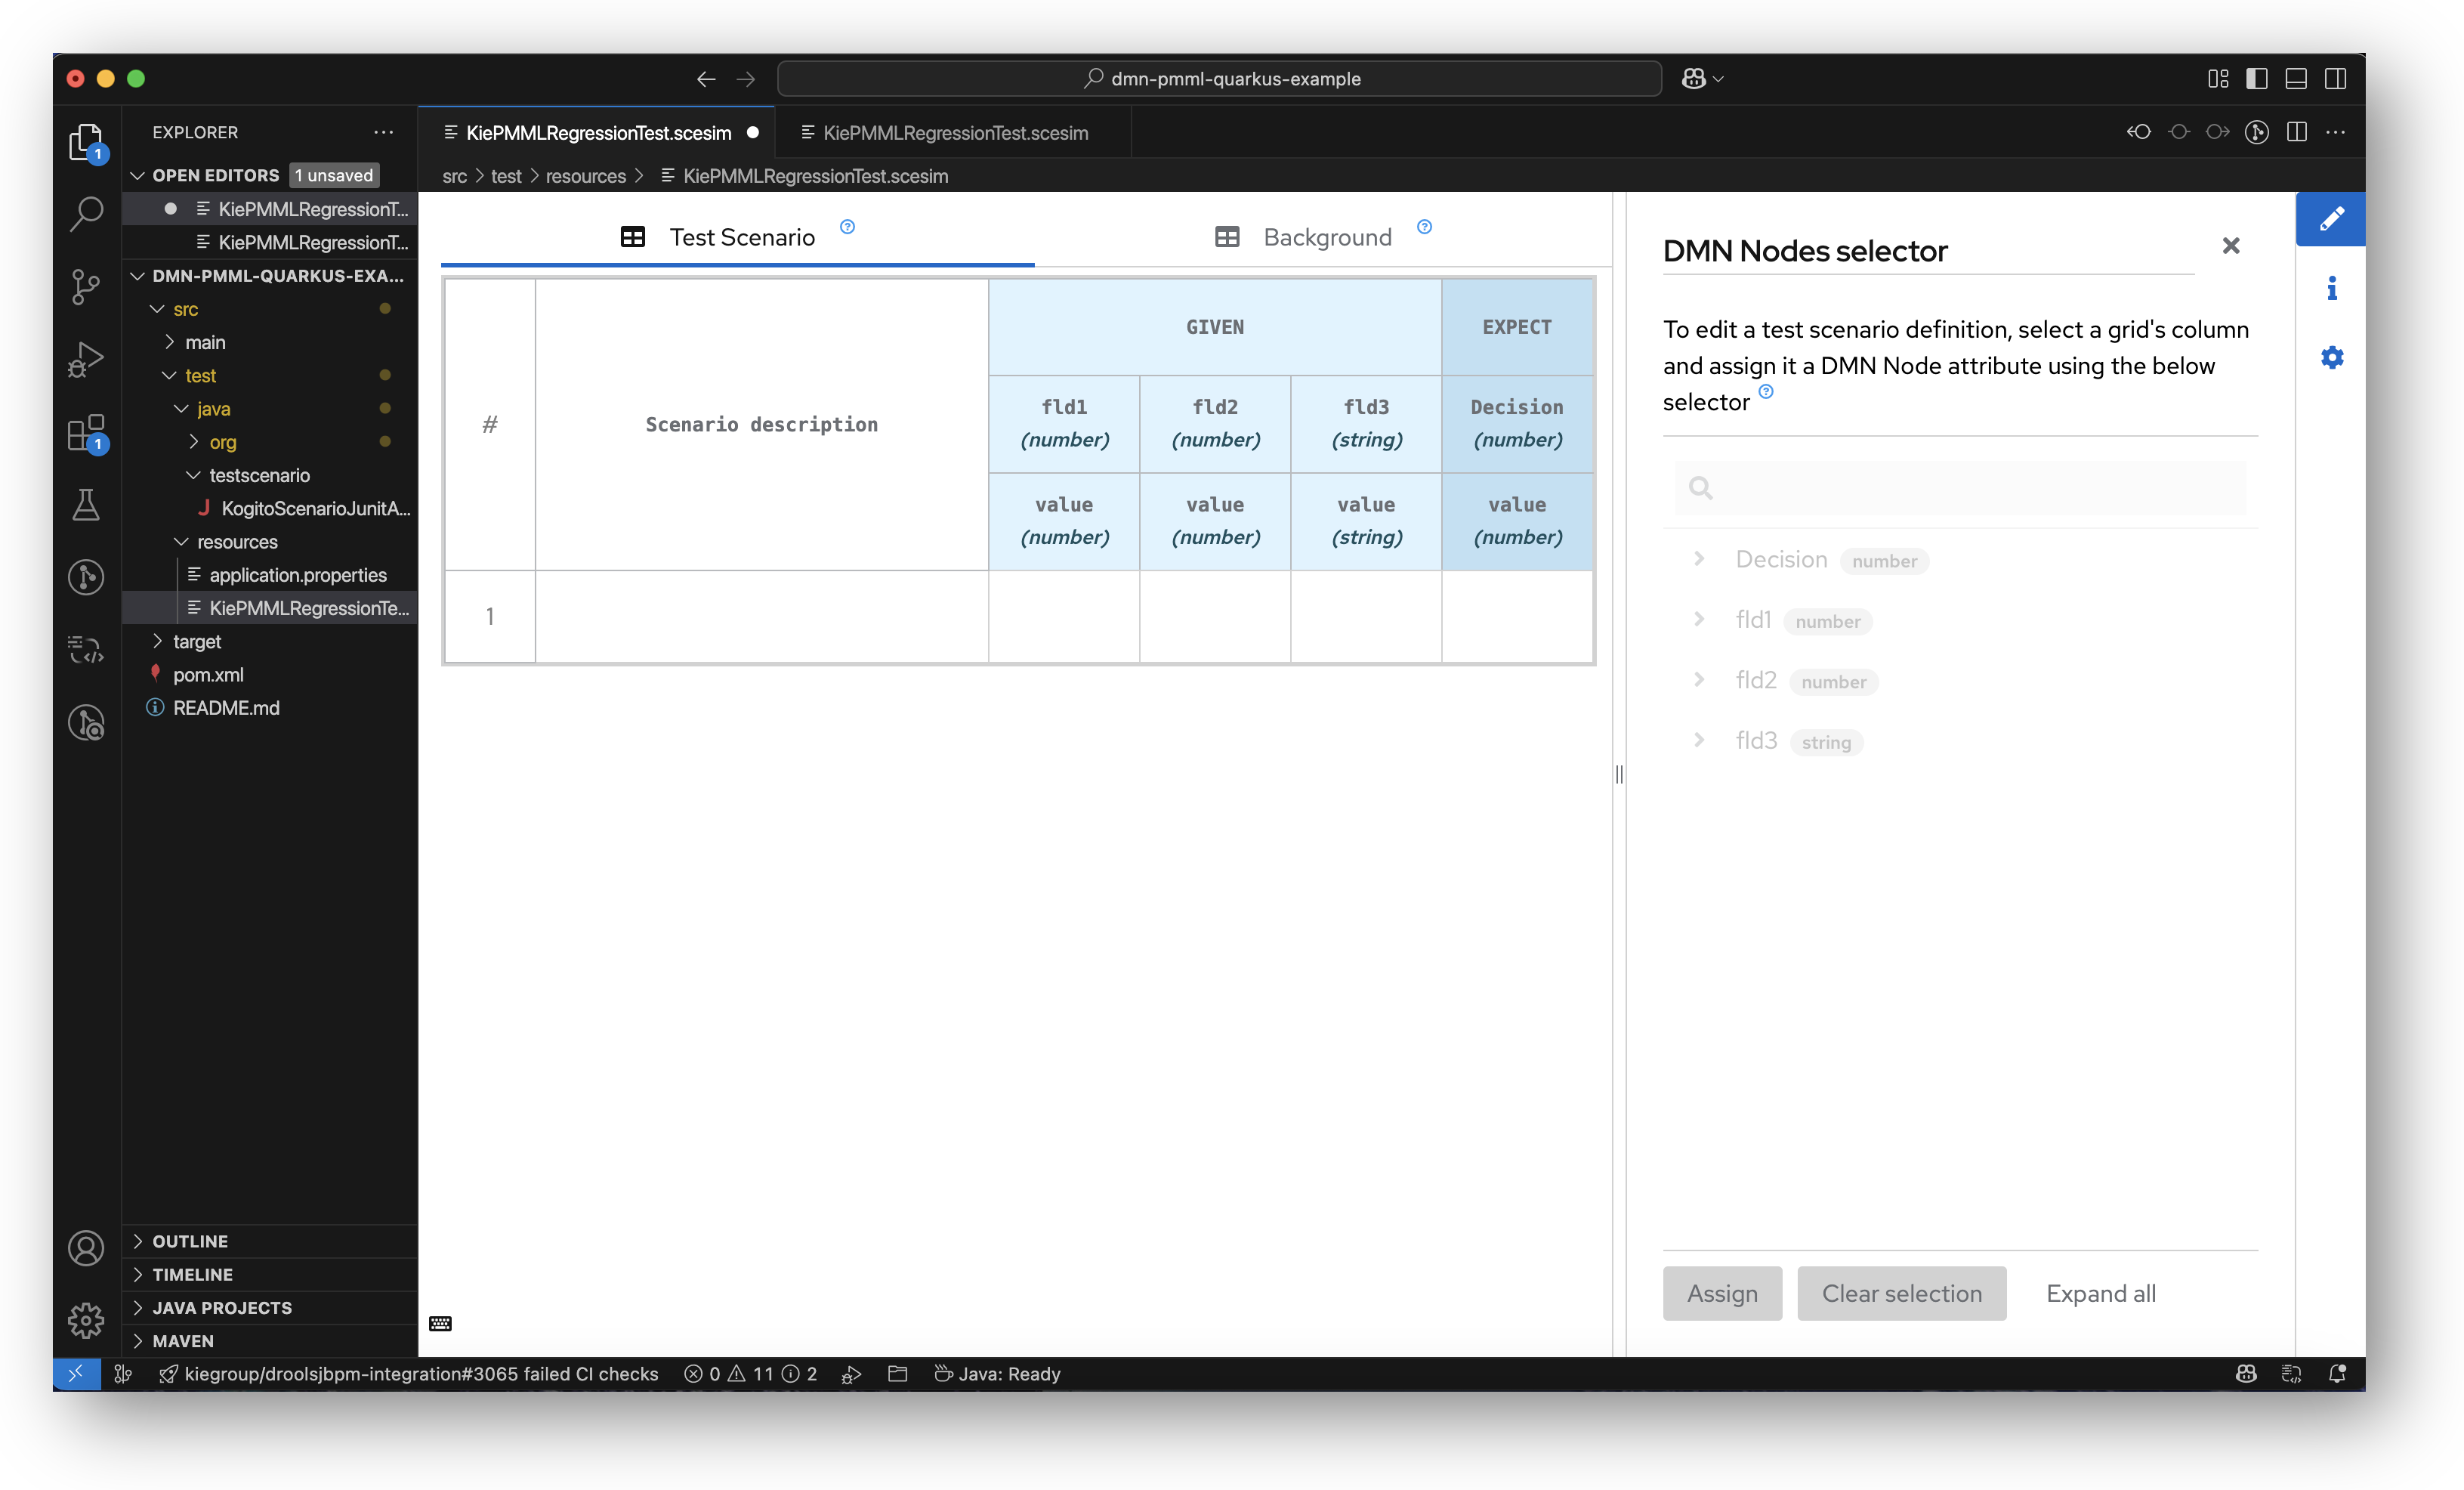 dmn-pmml-quarkus-example
EXPLORER
OPEN EDITORS 1 unsaved
KiePMMLRegressionT...
KiePMMLRegressionT...
DMN-PMML-QUARKUS-EXA...
src
main
test
java
org
testscenario
J KogitoScenarioJunitA...
resources
application.properties
KiePMMLRegressionTe...
target
pom.xml
README.md
OUTLINE
TIMELINE
JAVA PROJECTS
MAVEN
1
1
KiePMMLRegressionTest.scesim
KiePMMLRegressionTest.scesim
src > test > resources > KiePMMLRegressionTest.scesim
Test Scenario
Background
#
Scenario description
GIVEN
EXPECT
fld1
(number)
fld2
(number)
fld3
(string)
Decision
(number)
value
(number)
value
(number)
value
(string)
value
(number)
1
DMN Nodes selector
To edit a test scenario definition, select a grid's column
and assign it a DMN Node attribute using the below
selector
Decision number
fld1 number
fld2 number
fld3 string
Assign
Clear selection
Expand all
kiegroup/droolsjbpm-integration#3065 failed CI checks 0 11 2 Java: Ready